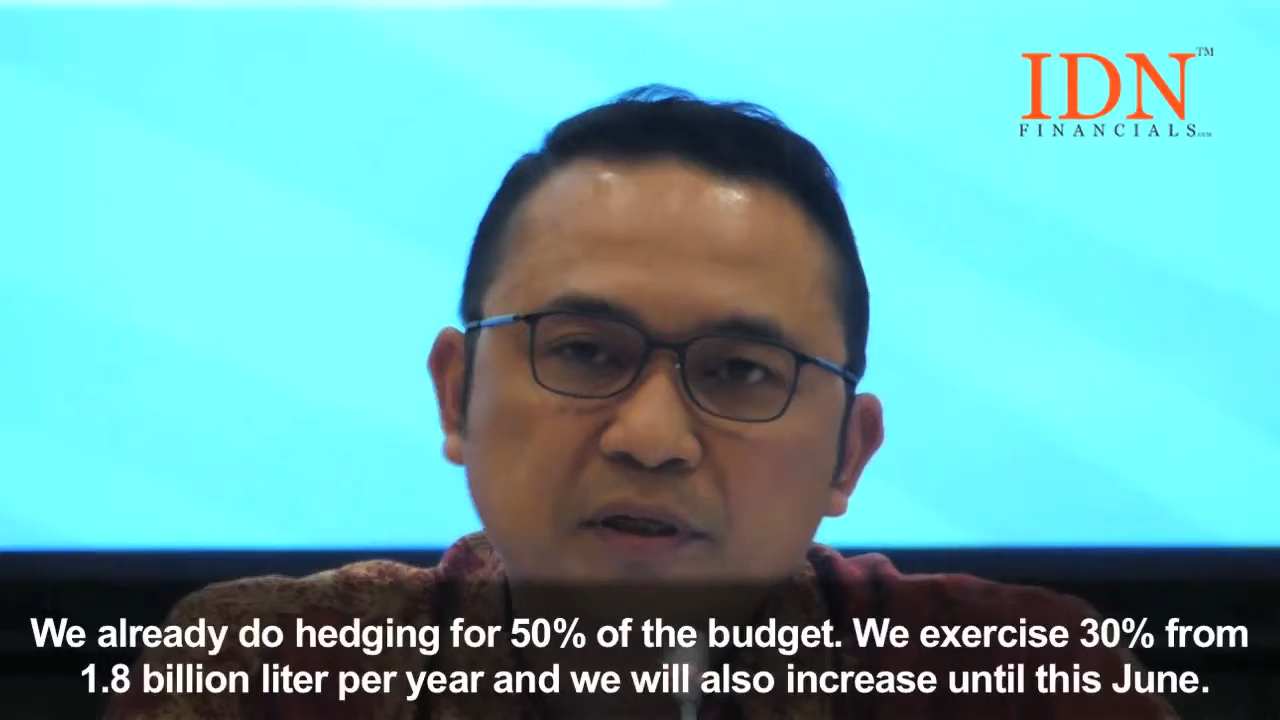 IDN™
FINANCIALS.COM
We already do hedging for 50% of the budget. We exercise 30% from
1.8 billion liter per year and we will also increase until this June.